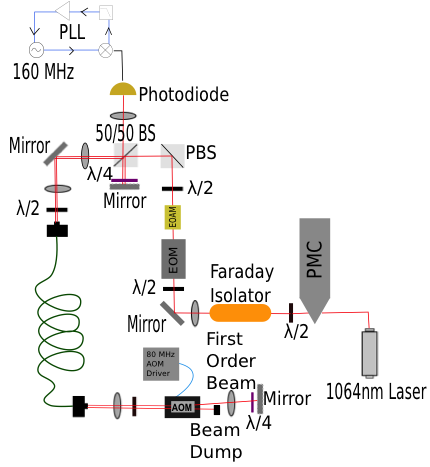 PLL
160 MHz
Photodiode
50/50 BS
Mirror
PBS
λ/4
Mirror
λ/2
λ/2
EOAM
EOM
PMC
Faraday
Isolator
λ/2
Mirror
λ/2
First
Order
Beam
80 MHz
AOM
Driver
1064nm Laser
Mirror
AOM
λ/4
Beam
Dump